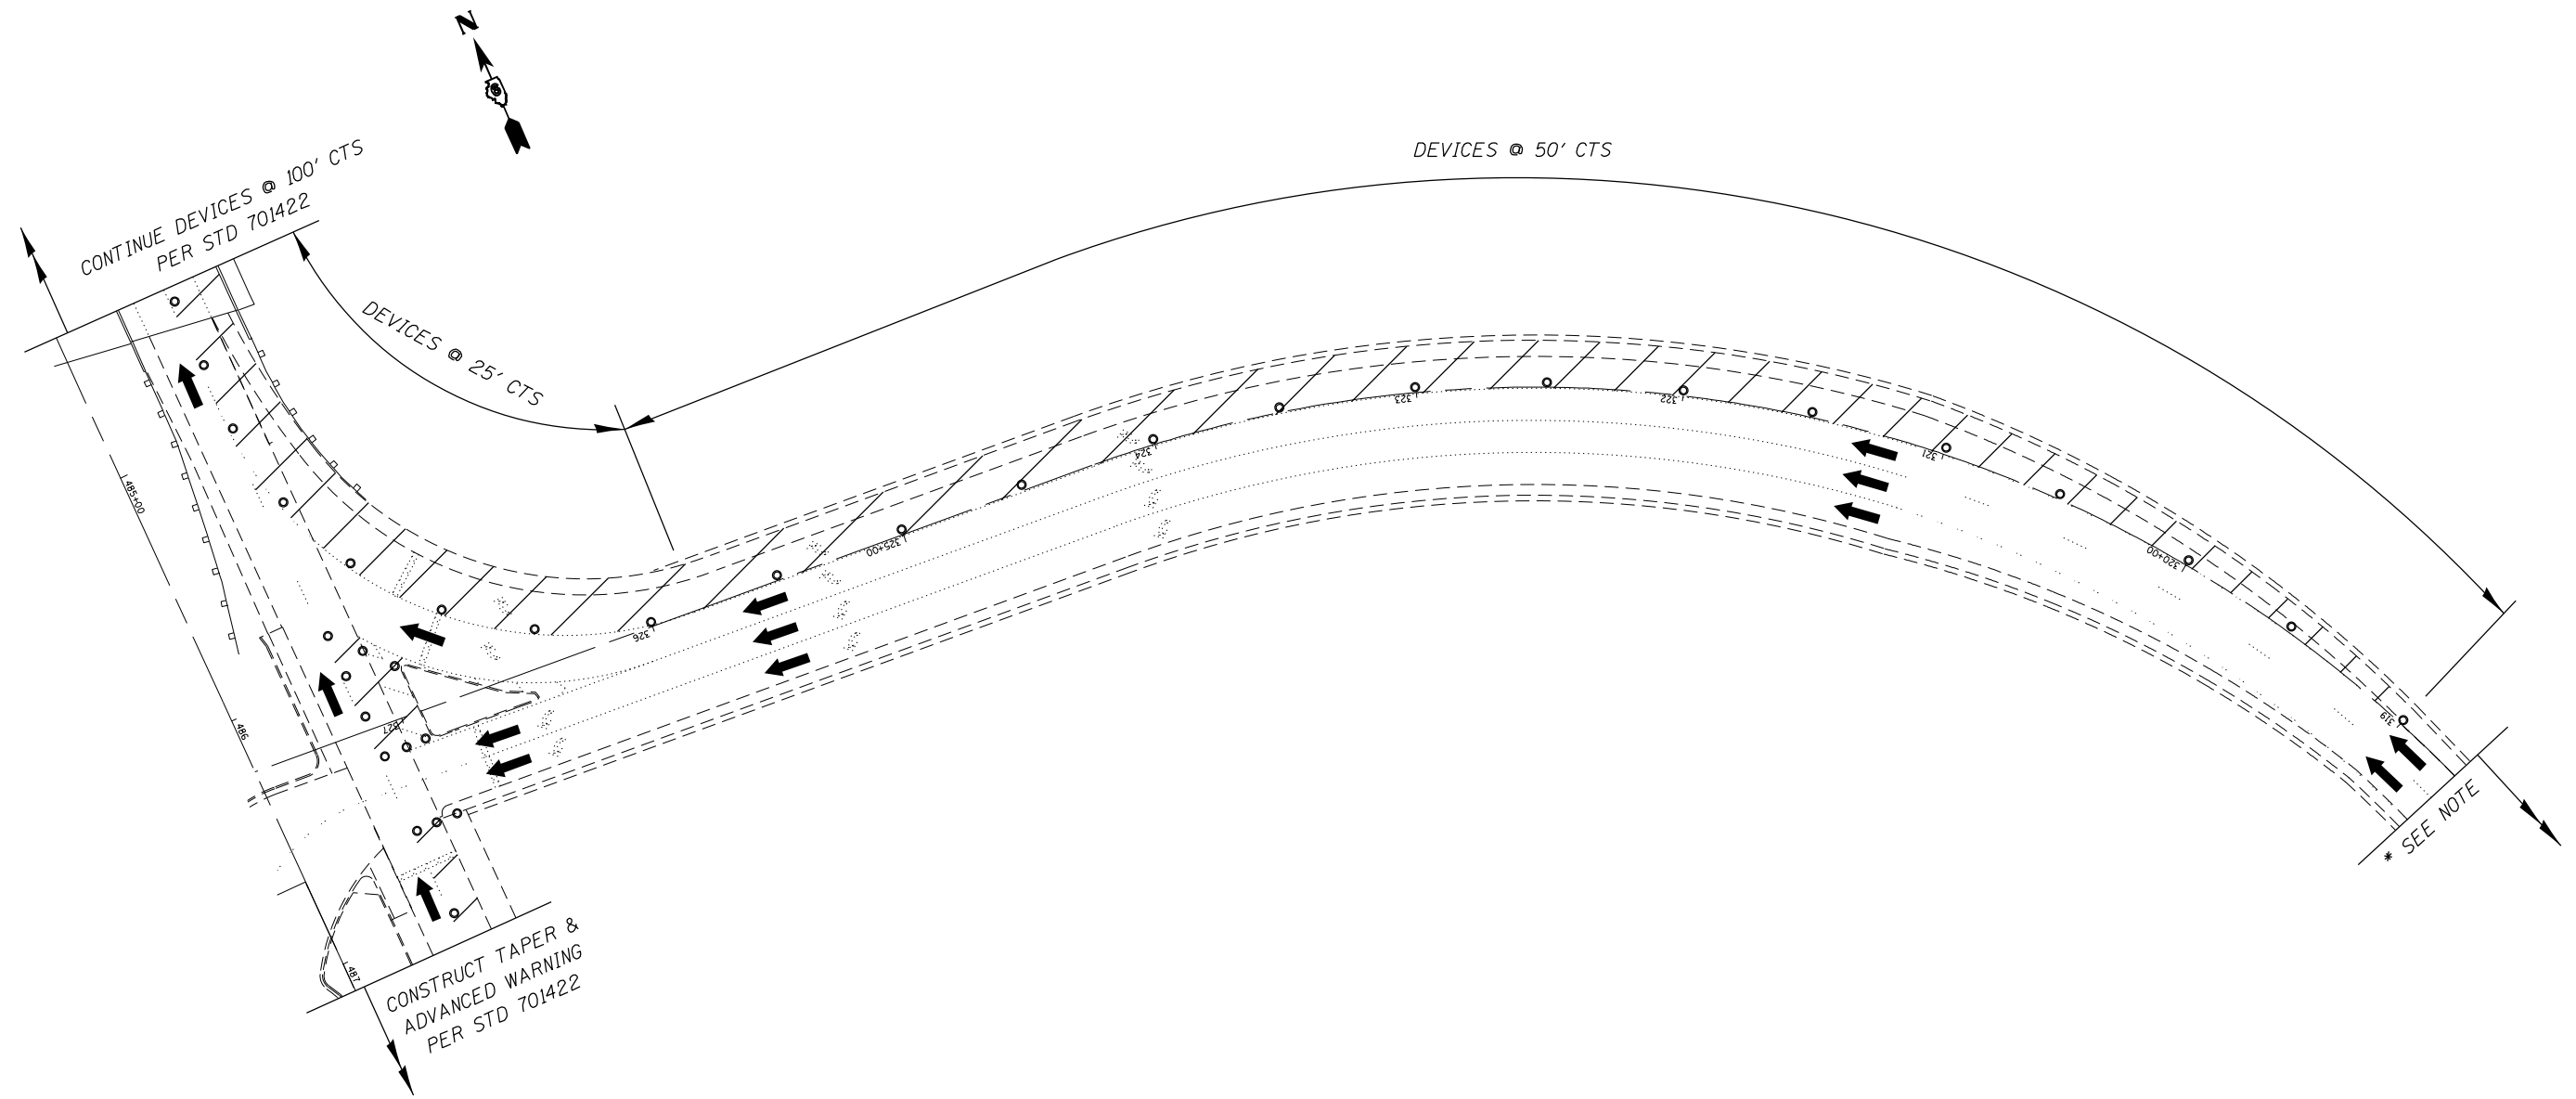 N
CONTINUE DEVICES @ 100' CTS
PER STD 701422
DEVICES @ 25' CTS
DEVICES @ 50' CTS
485+00
486
487
327
326
325+00
324
323
322
321
320+00
319
* SEE NOTE
CONSTRUCT TAPER &
ADVANCED WARNING
PER STD 701422